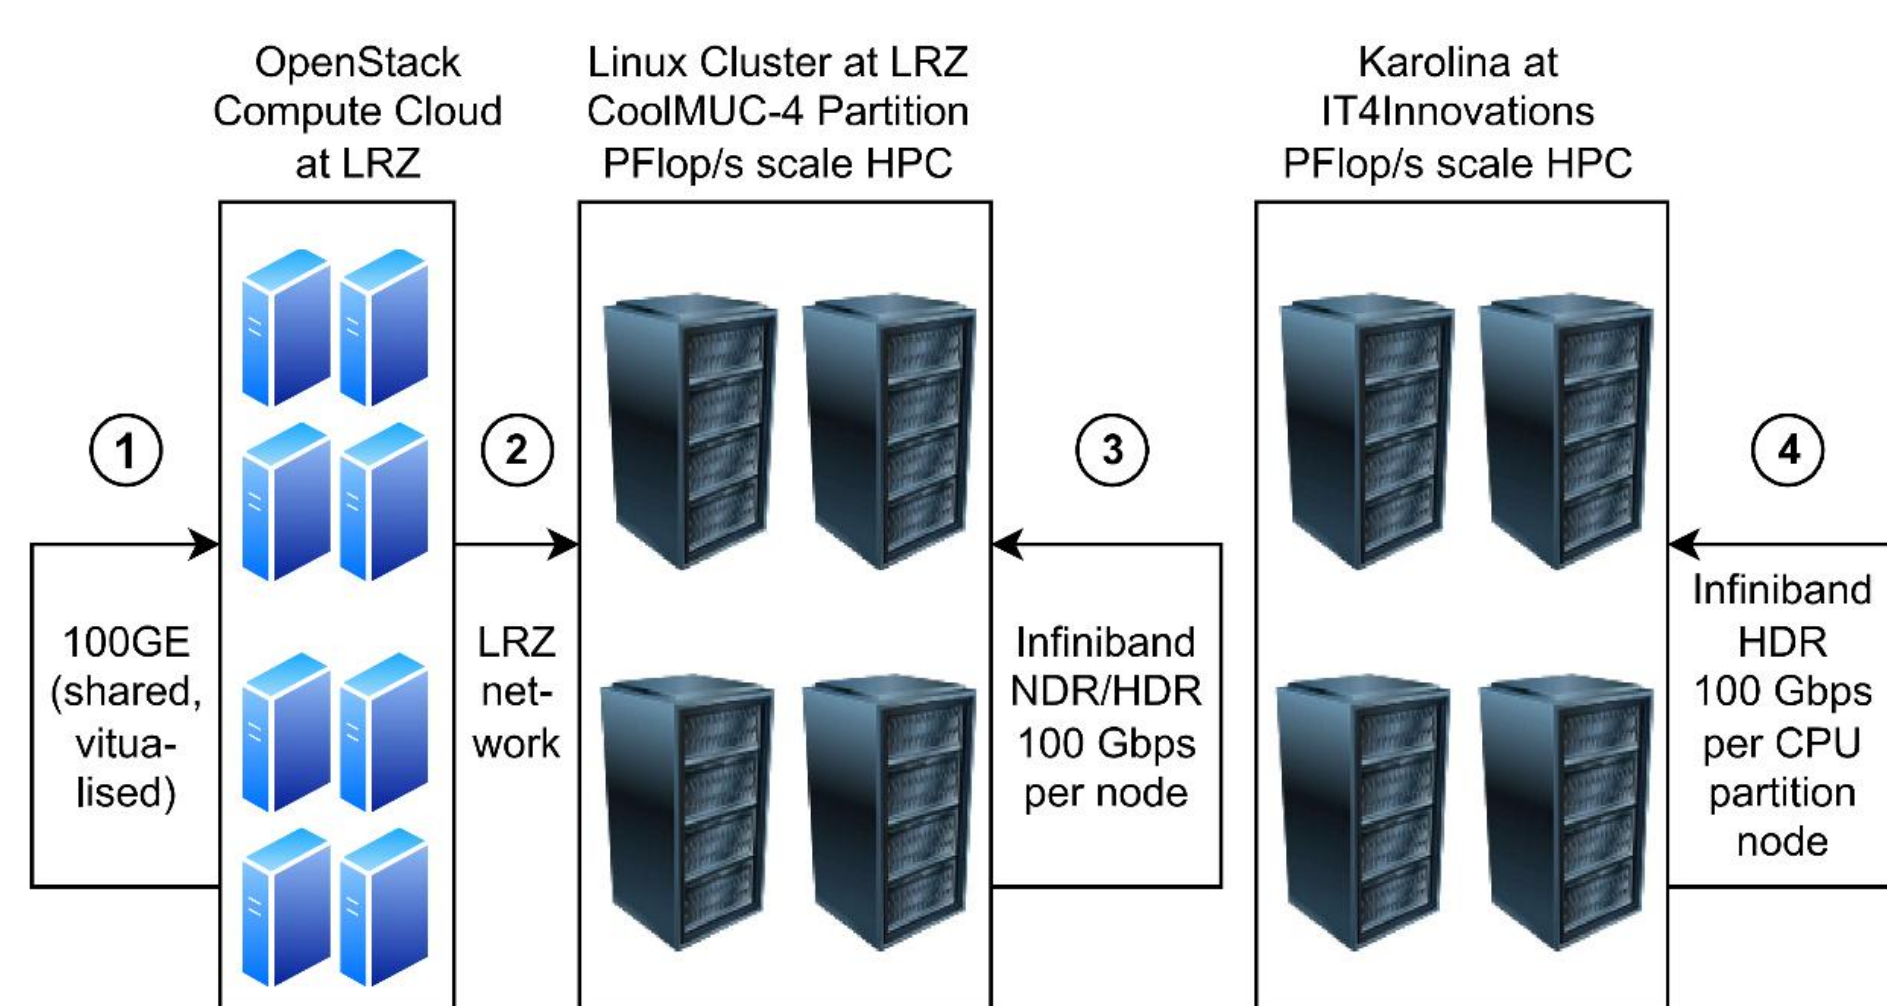 OpenStack
Compute Cloud
at LRZ
Linux Cluster at LRZ
CoolMUC-4 Partition
PFlop/s scale HPC
Karolina at
IT4Innovations
PFlop/s scale HPC
1
2
3
4
100GE
(shared,
vitua-
lised)
LRZ
net-
work
Infiniband
NDR/HDR
100 Gbps
per node
Infiniband
HDR
100 Gbps
per CPU
partition
node